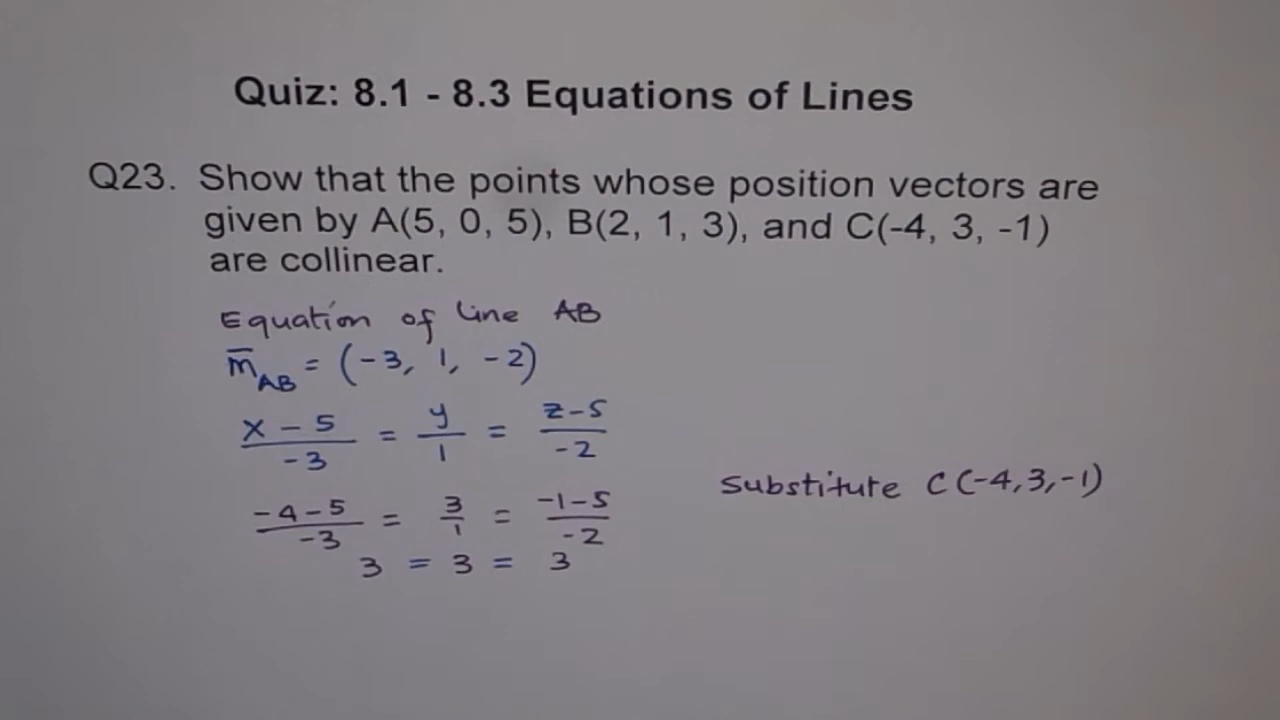 Quiz: 8.1 - 8.3 Equations of Lines
Q23. Show that the points whose position vectors are
given by A(5, 0, 5), B(2, 1, 3), and C(-4, 3, -1)
are collinear.
Equation of line AB
m̅_AB = (-3, 1, -2)
x-5/-3 = y/1 = z-5/-2
Substitute C(-4,3,-1)
-4-5/-3 = 3/1 = -1-5/-2
3 = 3 = 3